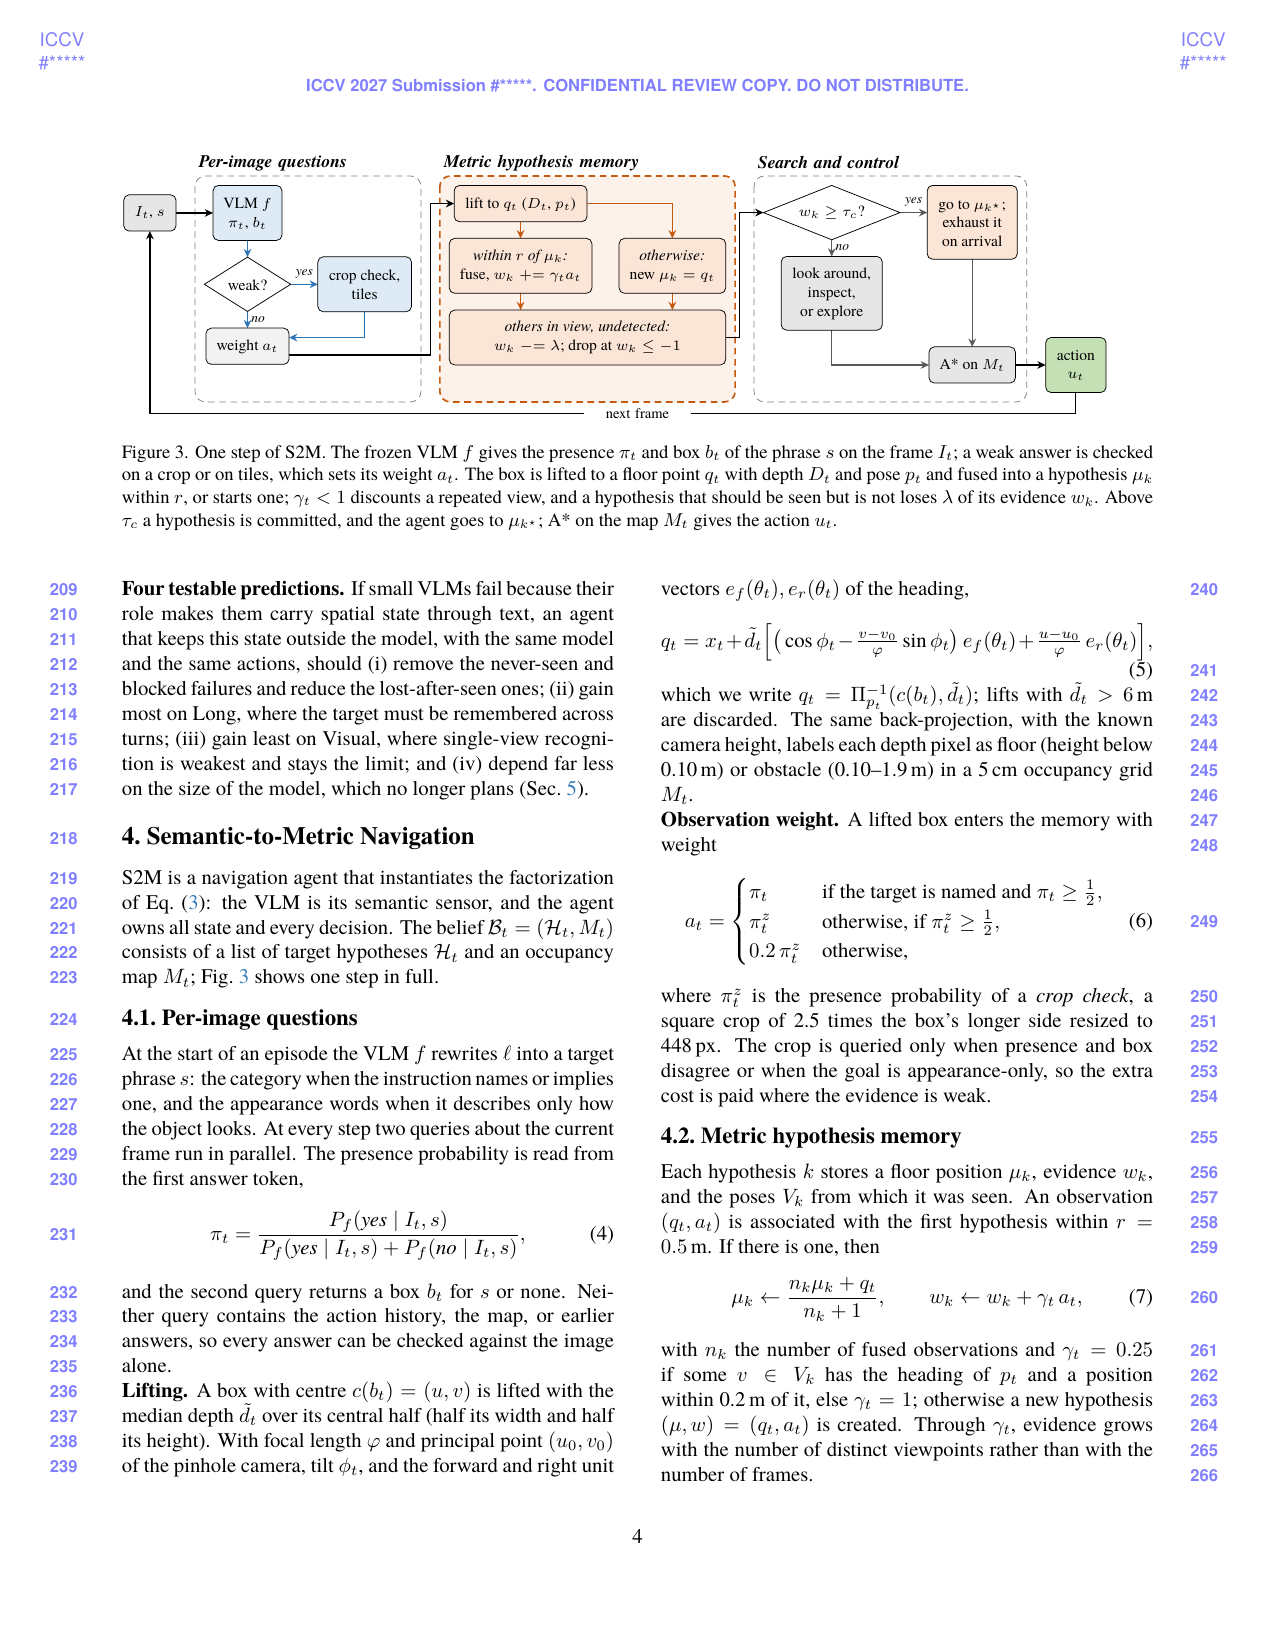 ICCV
#*****
ICCV
#*****
ICCV 2027 Submission #*****. CONFIDENTIAL REVIEW COPY. DO NOT DISTRIBUTE.
Per-image questions
Metric hypothesis memory
Search and control
I_t, s
VLM f
π_t, b_t
weak?
yes
crop check,
tiles
no
weight a_t
lift to q_t (D_t, p_t)
within r of μ_k:
fuse, w_k += γ_t a_t
otherwise:
new μ_k = q_t
others in view, undetected:
w_k −= λ; drop at w_k ≤ −1
w_k ≥ τ_c?
yes
go to μ_k⋆;
exhaust it
on arrival
no
look around,
inspect,
or explore
A* on M_t
action
u_t
next frame
Figure 3. One step of S2M. The frozen VLM f gives the presence π_t and box b_t of the phrase s on the frame I_t; a weak answer is checked
on a crop or on tiles, which sets its weight a_t. The box is lifted to a floor point q_t with depth D_t and pose p_t and fused into a hypothesis μ_k
within r, or starts one; γ_t < 1 discounts a repeated view, and a hypothesis that should be seen but is not loses λ of its evidence w_k. Above
τ_c a hypothesis is committed, and the agent goes to μ_k⋆; A* on the map M_t gives the action u_t.
209 Four testable predictions. If small VLMs fail because their
210 role makes them carry spatial state through text, an agent
211 that keeps this state outside the model, with the same model
212 and the same actions, should (i) remove the never-seen and
213 blocked failures and reduce the lost-after-seen ones; (ii) gain
214 most on Long, where the target must be remembered across
215 turns; (iii) gain least on Visual, where single-view recogni-
216 tion is weakest and stays the limit; and (iv) depend far less
217 on the size of the model, which no longer plans (Sec. 5).
218 4. Semantic-to-Metric Navigation
219 S2M is a navigation agent that instantiates the factorization
220 of Eq. (3): the VLM is its semantic sensor, and the agent
221 owns all state and every decision. The belief B_t = (H_t, M_t)
222 consists of a list of target hypotheses H_t and an occupancy
223 map M_t; Fig. 3 shows one step in full.
224 4.1. Per-image questions
225 At the start of an episode the VLM f rewrites ℓ into a target
226 phrase s: the category when the instruction names or implies
227 one, and the appearance words when it describes only how
228 the object looks. At every step two queries about the current
229 frame run in parallel. The presence probability is read from
230 the first answer token,
231 π_t = P_f(yes | I_t, s) / (P_f(yes | I_t, s) + P_f(no | I_t, s)), (4)
232 and the second query returns a box b_t for s or none. Nei-
233 ther query contains the action history, the map, or earlier
234 answers, so every answer can be checked against the image
235 alone.
236 Lifting. A box with centre c(b_t) = (u, v) is lifted with the
237 median depth d̃_t over its central half (half its width and half
238 its height). With focal length φ and principal point (u_0, v_0)
239 of the pinhole camera, tilt ϕ_t, and the forward and right unit
vectors e_f(θ_t), e_r(θ_t) of the heading, 240
q_t = x_t + d̃_t [ ( cos ϕ_t − (v−v_0)/φ sin ϕ_t ) e_f(θ_t) + (u−u_0)/φ e_r(θ_t) ],
(5) 241
which we write q_t = Π⁻¹_{p_t}(c(b_t), d̃_t); lifts with d̃_t > 6 m 242
are discarded. The same back-projection, with the known 243
camera height, labels each depth pixel as floor (height below 244
0.10 m) or obstacle (0.10–1.9 m) in a 5 cm occupancy grid 245
M_t. 246
Observation weight. A lifted box enters the memory with 247
weight 248
a_t = { π_t if the target is named and π_t ≥ 1/2,
π_t^z otherwise, if π_t^z ≥ 1/2, (6) 249
0.2 π_t^z otherwise,
where π_t^z is the presence probability of a crop check, a 250
square crop of 2.5 times the box's longer side resized to 251
448 px. The crop is queried only when presence and box 252
disagree or when the goal is appearance-only, so the extra 253
cost is paid where the evidence is weak. 254
4.2. Metric hypothesis memory 255
Each hypothesis k stores a floor position μ_k, evidence w_k, 256
and the poses V_k from which it was seen. An observation 257
(q_t, a_t) is associated with the first hypothesis within r = 258
0.5 m. If there is one, then 259
μ_k ← (n_k μ_k + q_t) / (n_k + 1), w_k ← w_k + γ_t a_t, (7) 260
with n_k the number of fused observations and γ_t = 0.25 261
if some v ∈ V_k has the heading of p_t and a position 262
within 0.2 m of it, else γ_t = 1; otherwise a new hypothesis 263
(μ, w) = (q_t, a_t) is created. Through γ_t, evidence grows 264
with the number of distinct viewpoints rather than with the 265
number of frames. 266
4